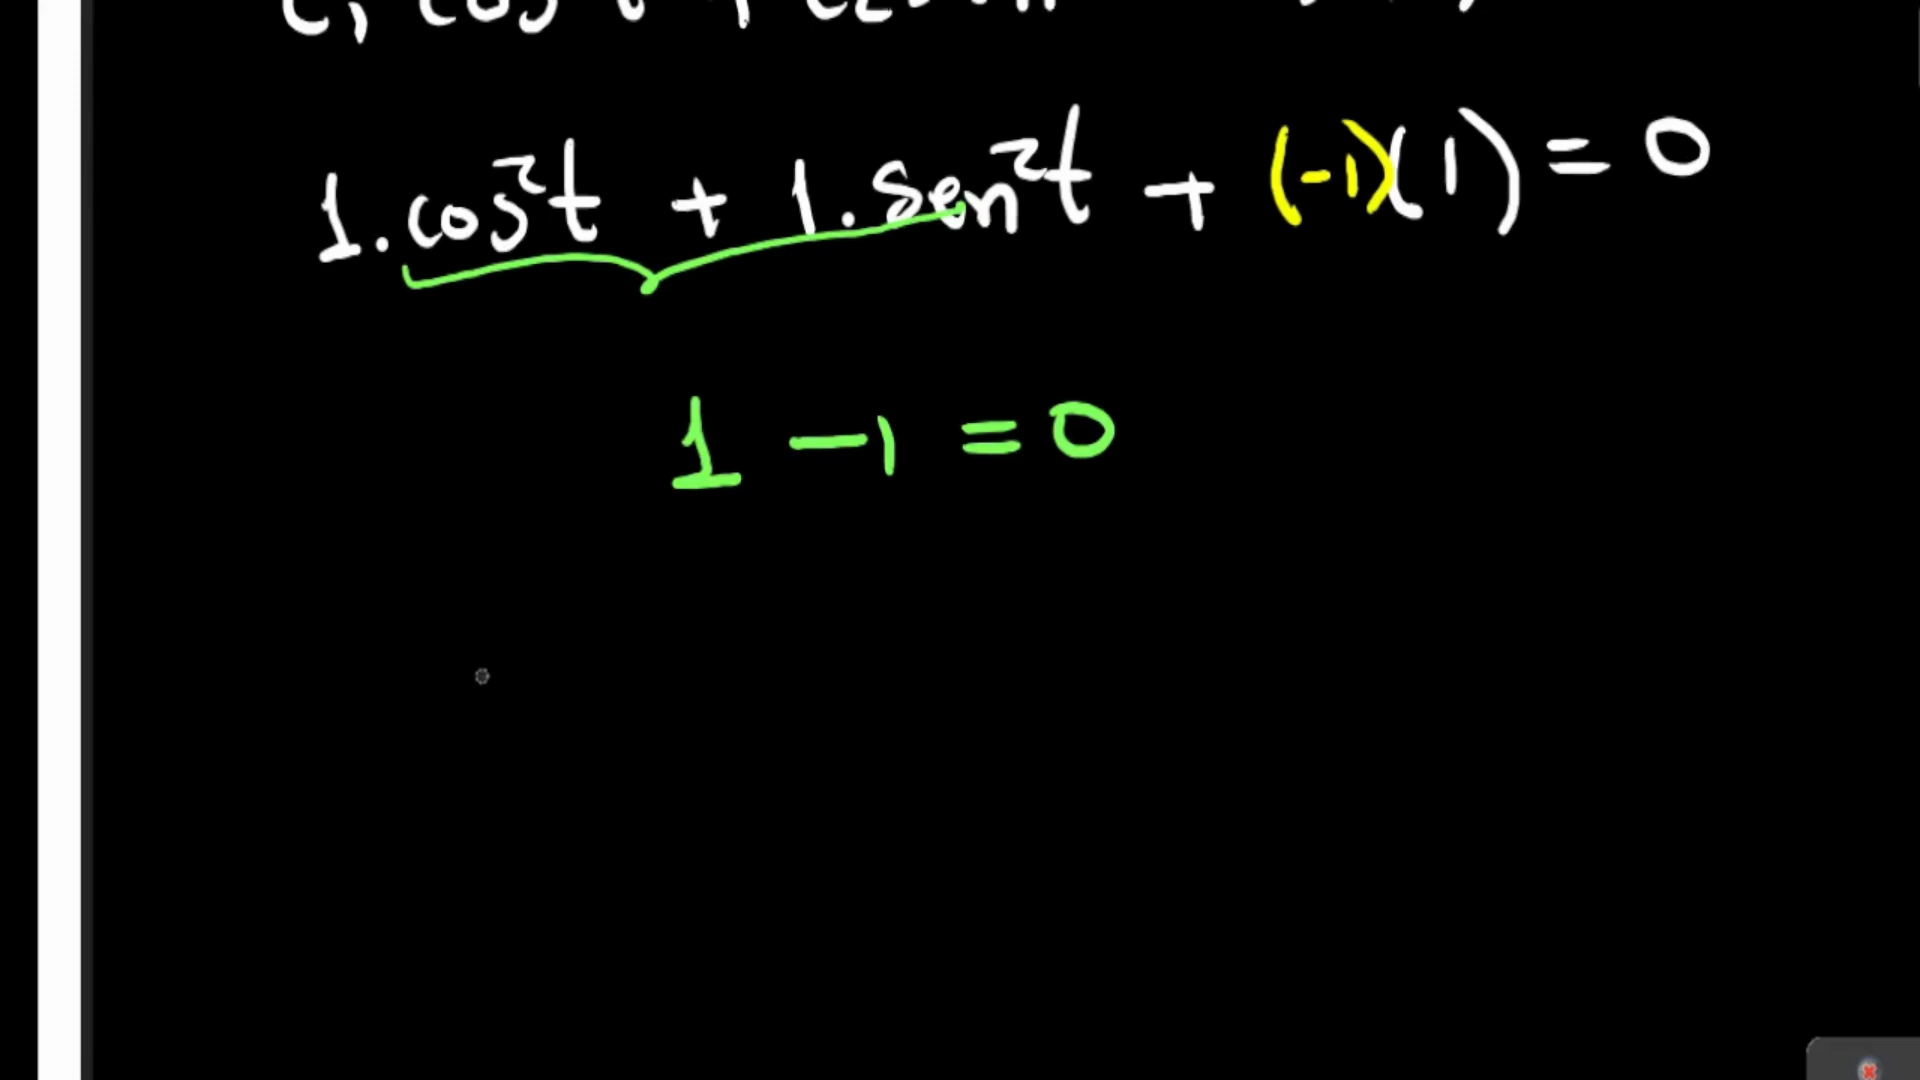 1.cos²t + 1.sen²t + (-1)(1) = 0
1 - 1 = 0